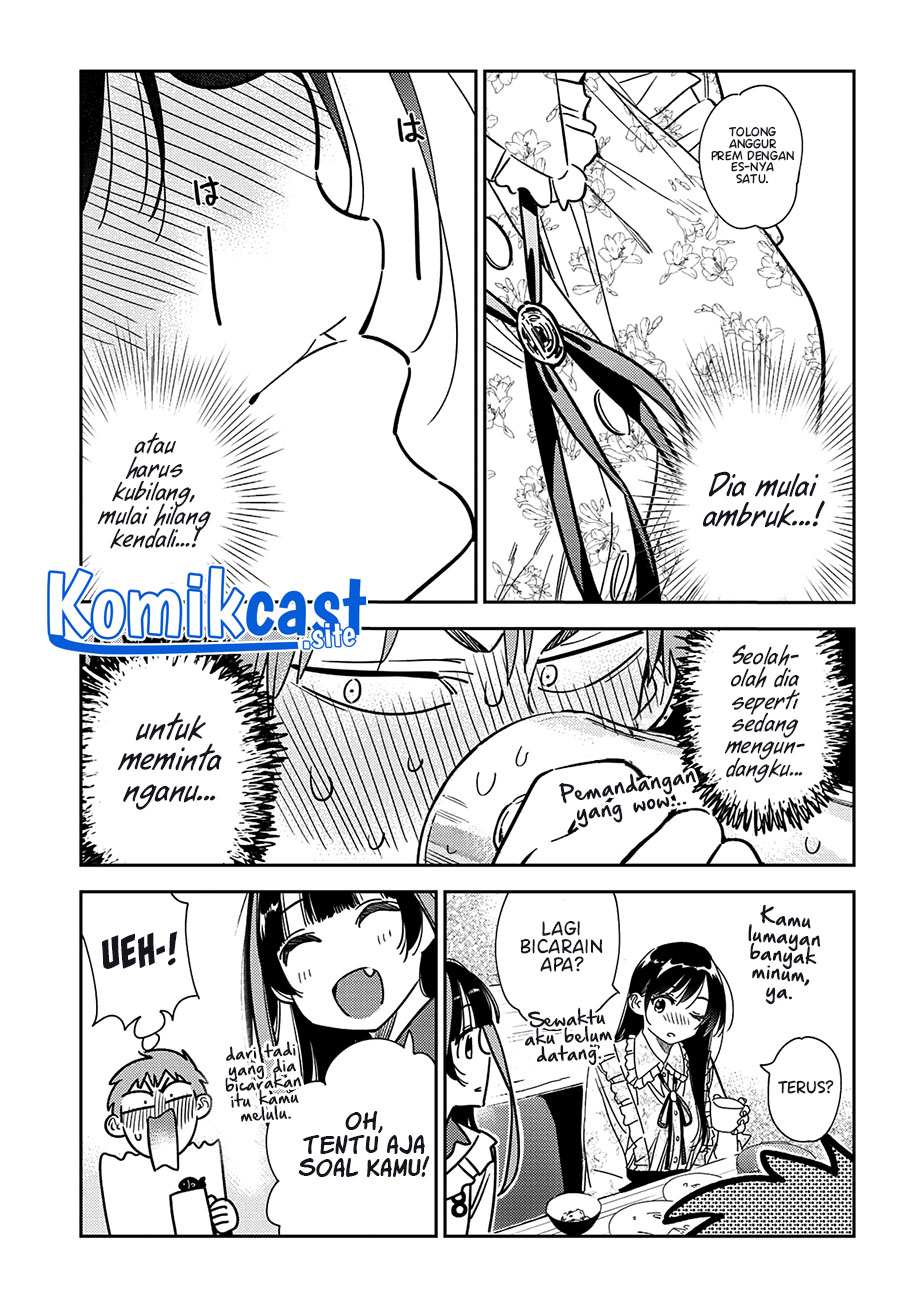 TOLONG
ANGGUR
PREM DENGAN
ES-NYA
SATU.
Dia mulai
ambruk...!
は
は
atau
harus
kubilang,
mulai hilang
kendali...!
Komikcast
.site
Seolah-
olah dia
seperti
sedang
mengun-
dangku...
Pemandangan
yang wow...
untuk
meminta
nganu...
Kamu
lumayan
banyak
minum,
ya.
TERUS?
LAGI
BICARAIN
APA?
Sewaktu
aku belum
datang.
OH,
TENTU AJA
SOAL KAMU!
dari tadi
yang dia
bicarakan
itu kamu
melulu.
UEH-!
8